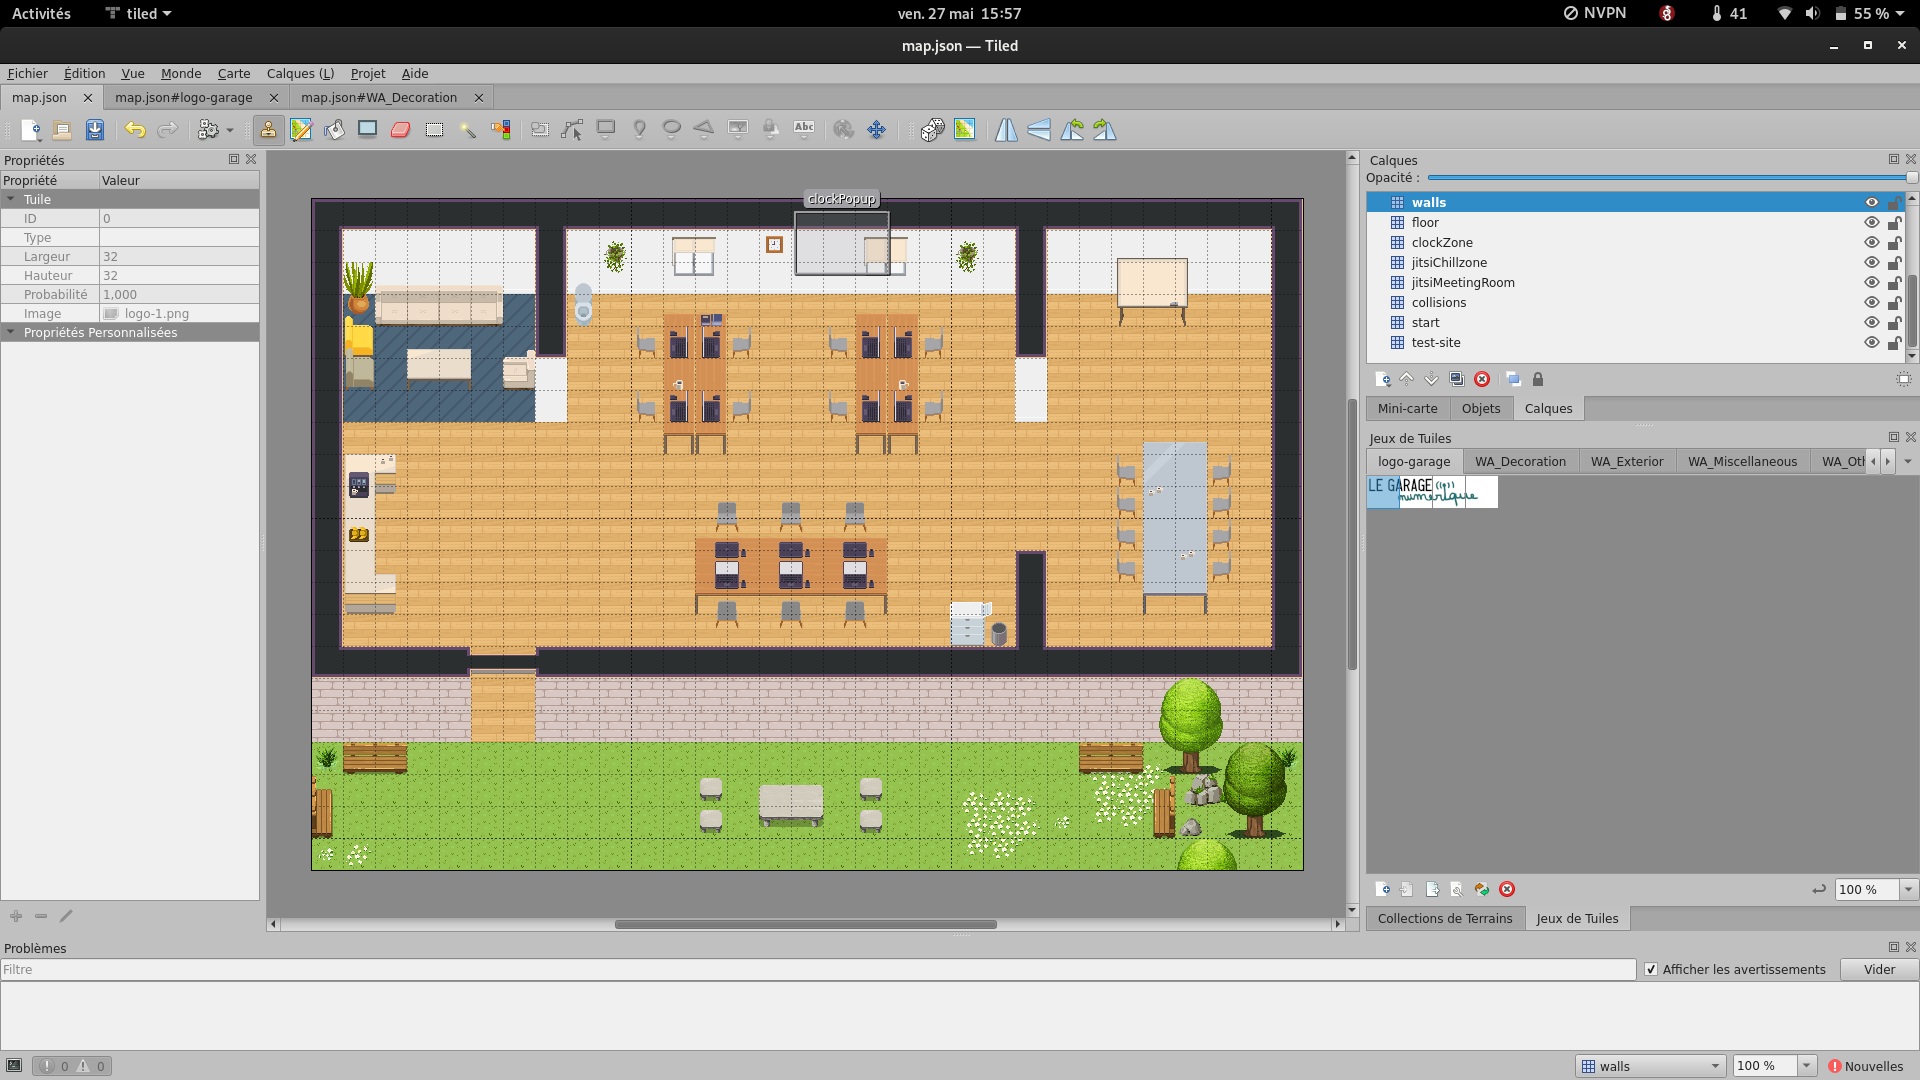 Activités
tiled
ven. 27 mai 15:57
NVPN
41
55 %
map.json — Tiled
Fichier Édition Vue Monde Carte Calques (L) Projet Aide
map.json
map.json#logo-garage
map.json#WA_Decoration
Abc
Propriétés
Propriété Valeur
Tuile
ID 0
Type
Largeur 32
Hauteur 32
Probabilité 1,000
Image logo-1.png
Propriétés Personnalisées
clockPopup
Calques
Opacité :
walls
floor
clockZone
jitsiChillzone
jitsiMeetingRoom
collisions
start
test-site
Mini-carte Objets Calques
Jeux de Tuiles
logo-garage WA_Decoration WA_Exterior WA_Miscellaneous WA_Otl
LE GARAGE
numérique
100 %
Collections de Terrains Jeux de Tuiles
Problèmes
Filtre
Afficher les avertissements
Vider
0 0
walls
100 %
Nouvelles